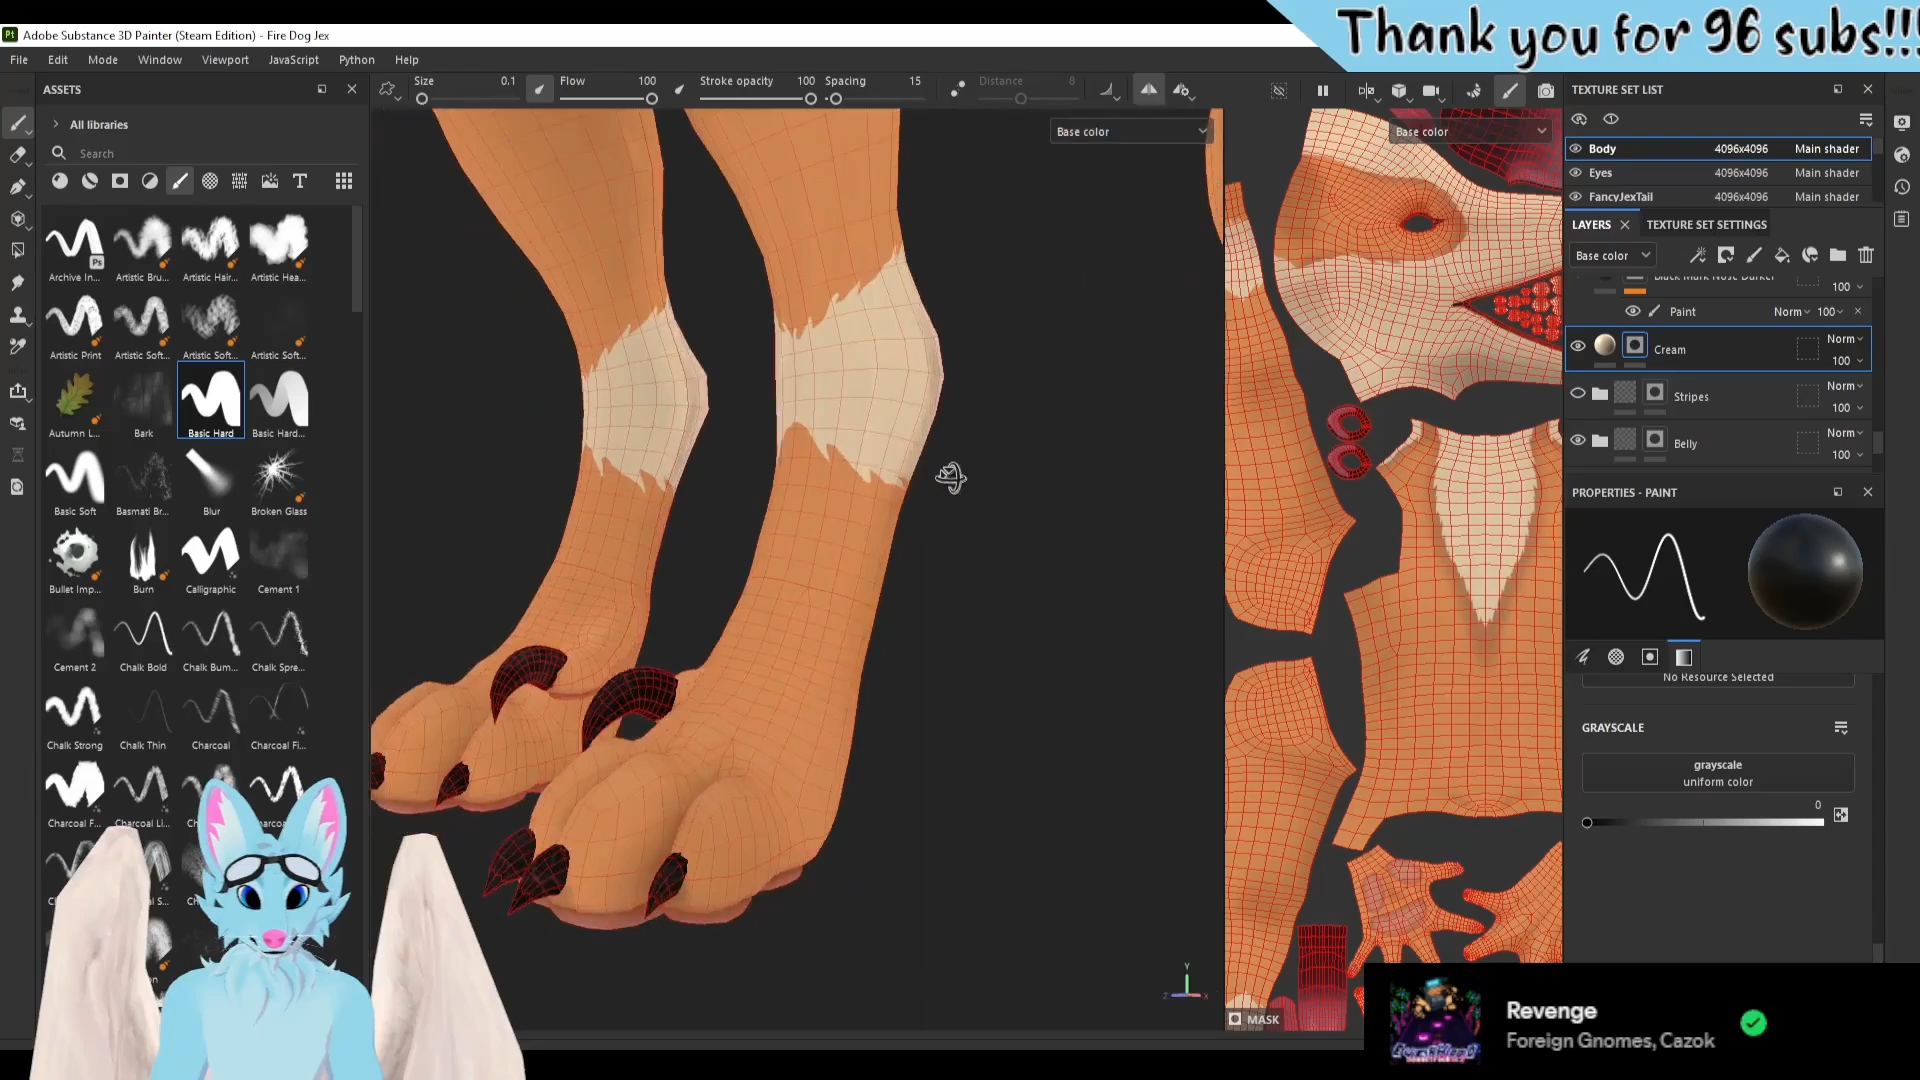 Thank you for 96 subs!!!
Adobe Substance 3D Painter (Steam Edition) - Fire Dog Jex
File Edit Mode Window Viewport JavaScript Python Help
ASSETS
Size 0.1 Flow 100 Stroke opacity 100 Spacing 15 Distance 8
TEXTURE SET LIST
All libraries
Search
Base color
Base color
Body 4096x4096 Main shader
Eyes 4096x4096 Main shader
FancyJexTail 4096x4096 Main shader
LAYERS TEXTURE SET SETTINGS
Base color
100
Paint Norm 100
Cream Norm 100
Stripes Norm 100
Belly Norm 100
Archive In... Artistic Bru... Artistic Hair... Artistic Hea...
Artistic Print Artistic Soft... Artistic Soft... Artistic Soft...
Autumn L... Bark Basic Hard Basic Hard...
Basic Soft Basmati Br... Blur Broken Glass
Bullet Imp... Burn Calligraphic Cement 1
Cement 2 Chalk Bold Chalk Bum... Chalk Spre...
Chalk Strong Chalk Thin Charcoal Charcoal Fi...
Charcoal F... Charcoal Li...
PROPERTIES - PAINT
No Resource Selected
GRAYSCALE
grayscale
uniform color
0
Y
MASK
Revenge
Foreign Gnomes, Cazok